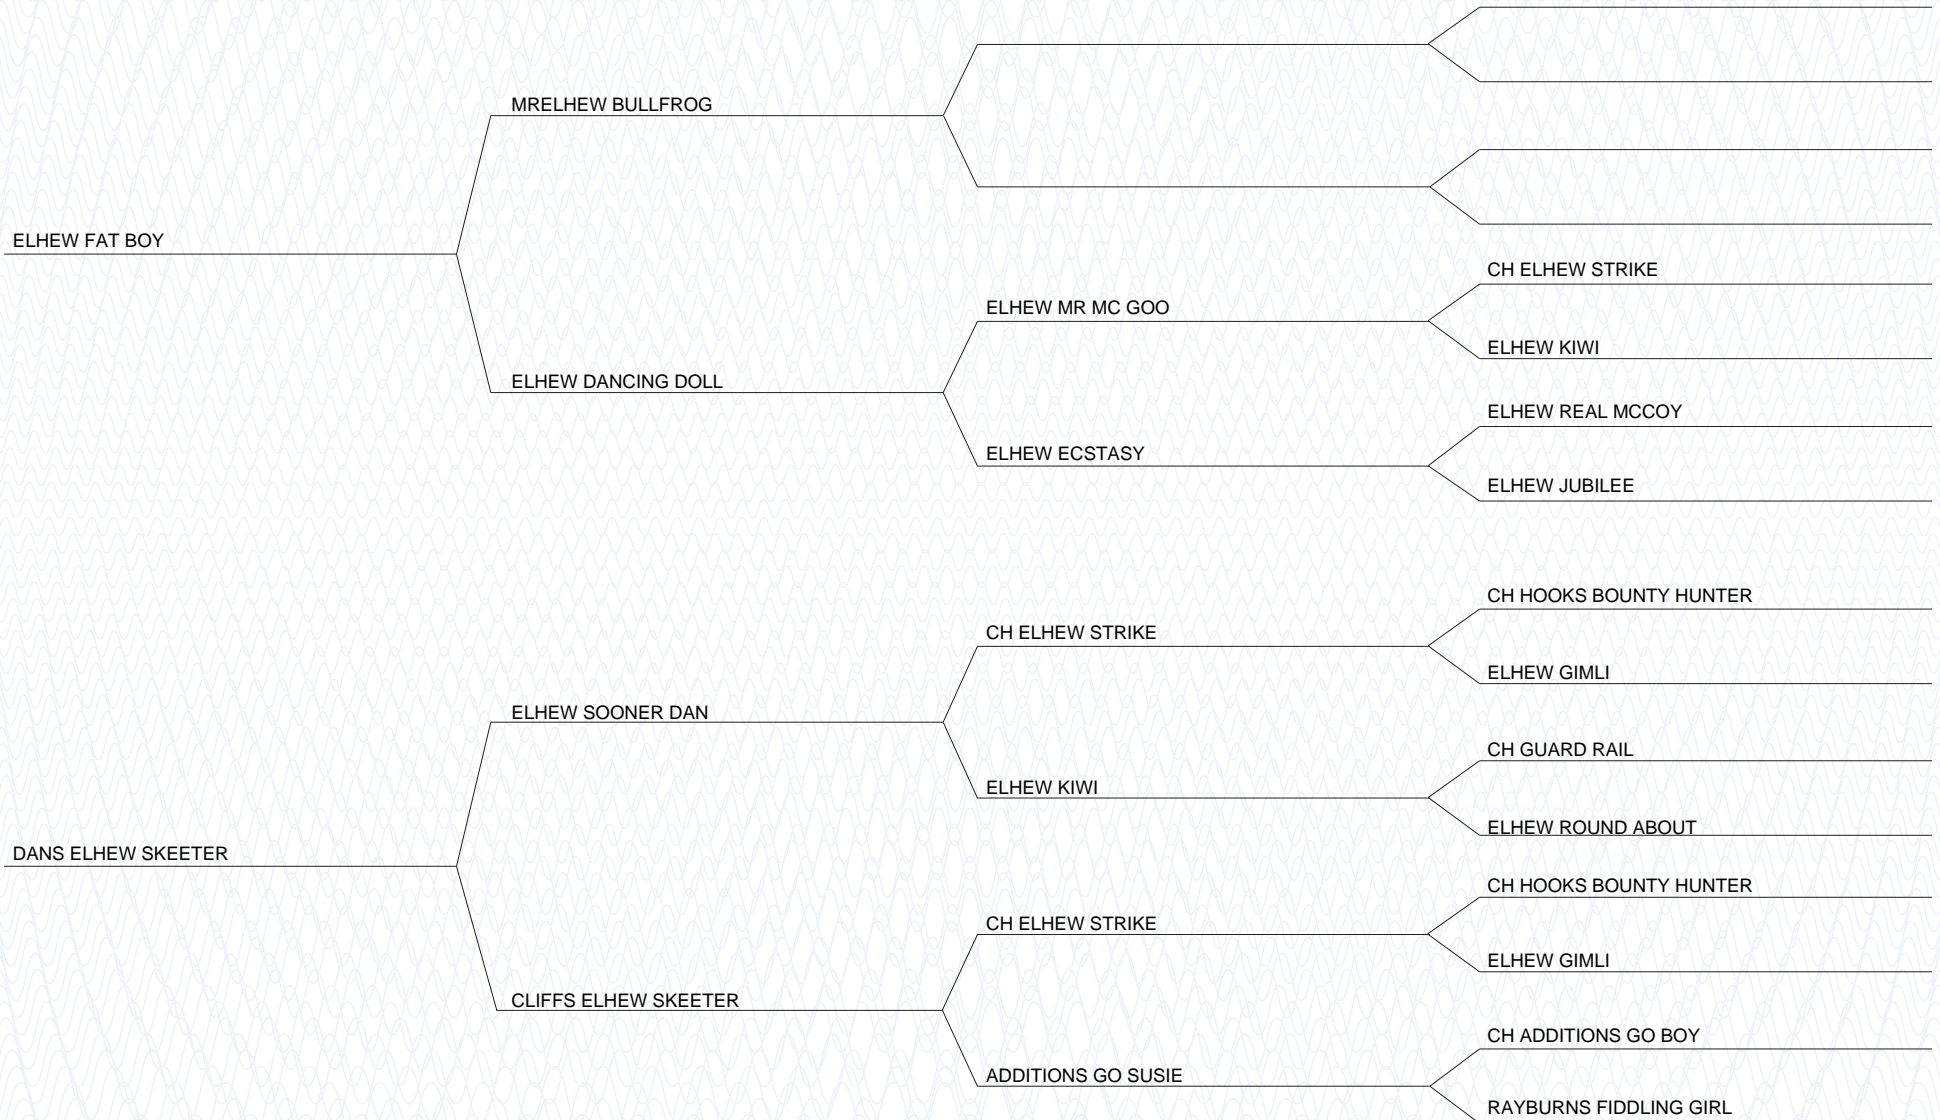 MRELHEW BULLFROG
ELHEW FAT BOY
CH ELHEW STRIKE
ELHEW MR MC GOO
ELHEW KIWI
ELHEW DANCING DOLL
ELHEW REAL MCCOY
ELHEW ECSTASY
ELHEW JUBILEE
CH HOOKS BOUNTY HUNTER
CH ELHEW STRIKE
ELHEW GIMLI
ELHEW SOONER DAN
CH GUARD RAIL
ELHEW KIWI
ELHEW ROUND ABOUT
DANS ELHEW SKEETER
CH HOOKS BOUNTY HUNTER
CH ELHEW STRIKE
ELHEW GIMLI
CLIFFS ELHEW SKEETER
CH ADDITIONS GO BOY
ADDITIONS GO SUSIE
RAYBURNS FIDDLING GIRL